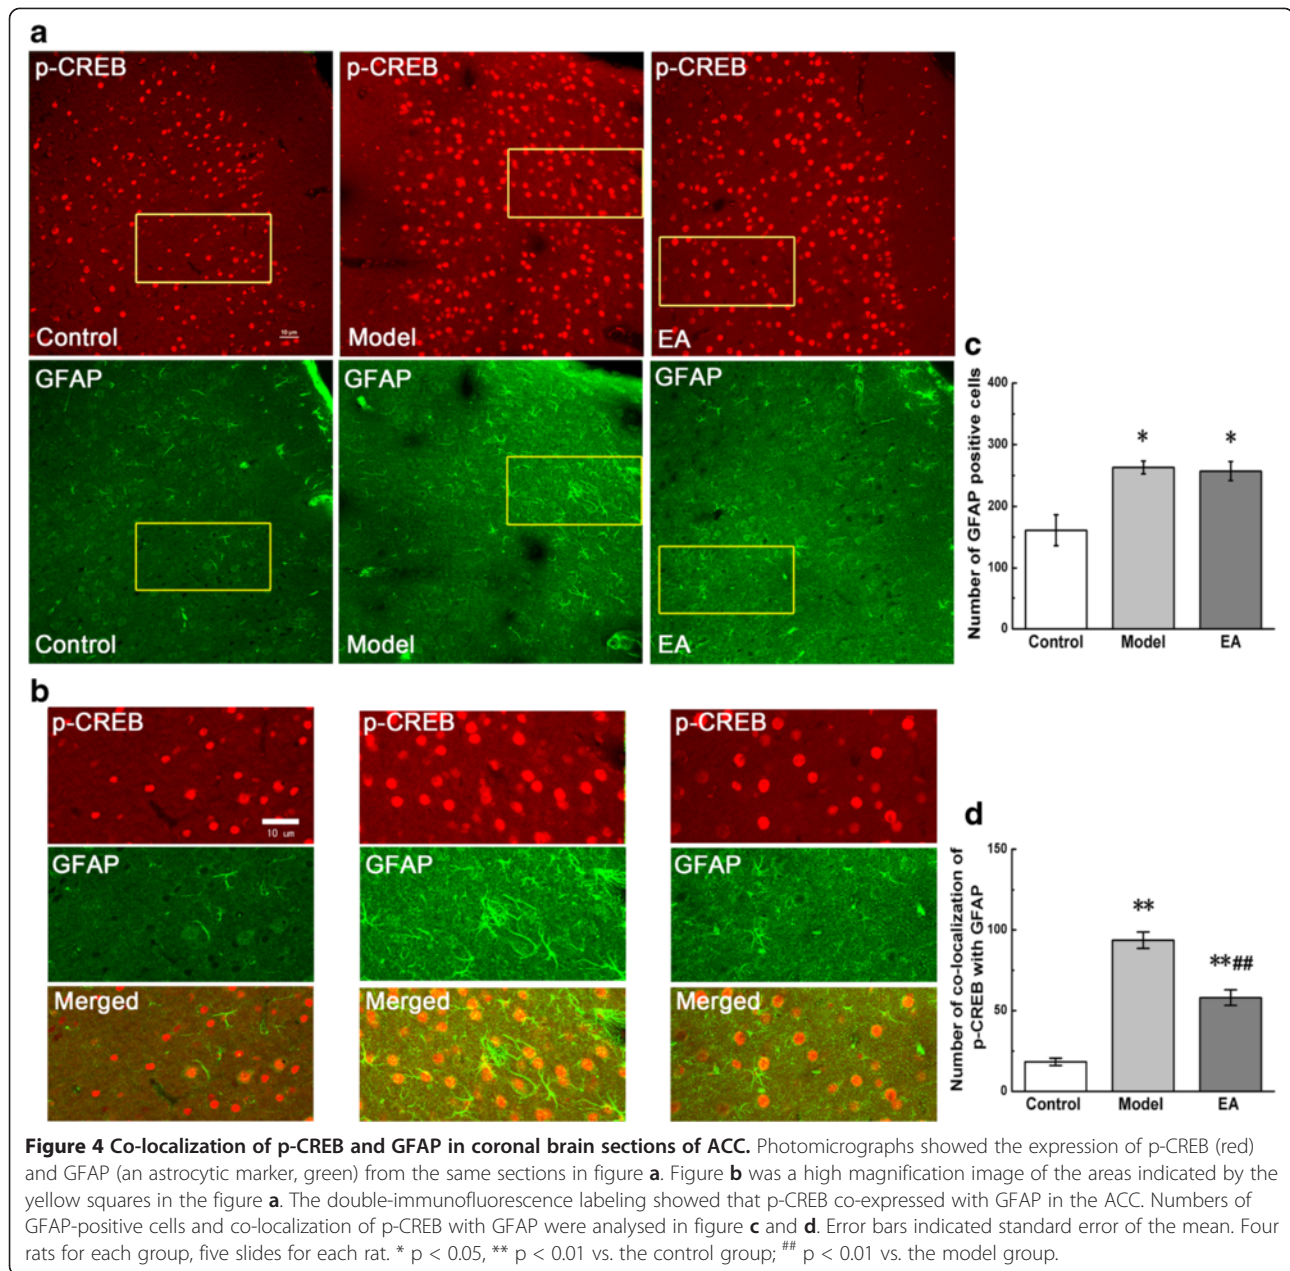 a
p-CREB
p-CREB
p-CREB
Control
10 μm
Model
EA
GFAP
GFAP
GFAP
Control
Model
EA
c
Number of GFAP positive cells
400
300
200
100
0
*
*
Control
Model
EA
b
p-CREB
p-CREB
p-CREB
10 um
GFAP
GFAP
GFAP
Merged
Merged
Merged
d
Number of co-localization of
p-CREB with GFAP
150
100
50
0
**
**##
Control
Model
EA
Figure 4 Co-localization of p-CREB and GFAP in coronal brain sections of ACC. Photomicrographs showed the expression of p-CREB (red)
and GFAP (an astrocytic marker, green) from the same sections in figure a. Figure b was a high magnification image of the areas indicated by the
yellow squares in the figure a. The double-immunofluorescence labeling showed that p-CREB co-expressed with GFAP in the ACC. Numbers of
GFAP-positive cells and co-localization of p-CREB with GFAP were analysed in figure c and d. Error bars indicated standard error of the mean. Four
rats for each group, five slides for each rat. * p < 0.05, ** p < 0.01 vs. the control group; ## p < 0.01 vs. the model group.